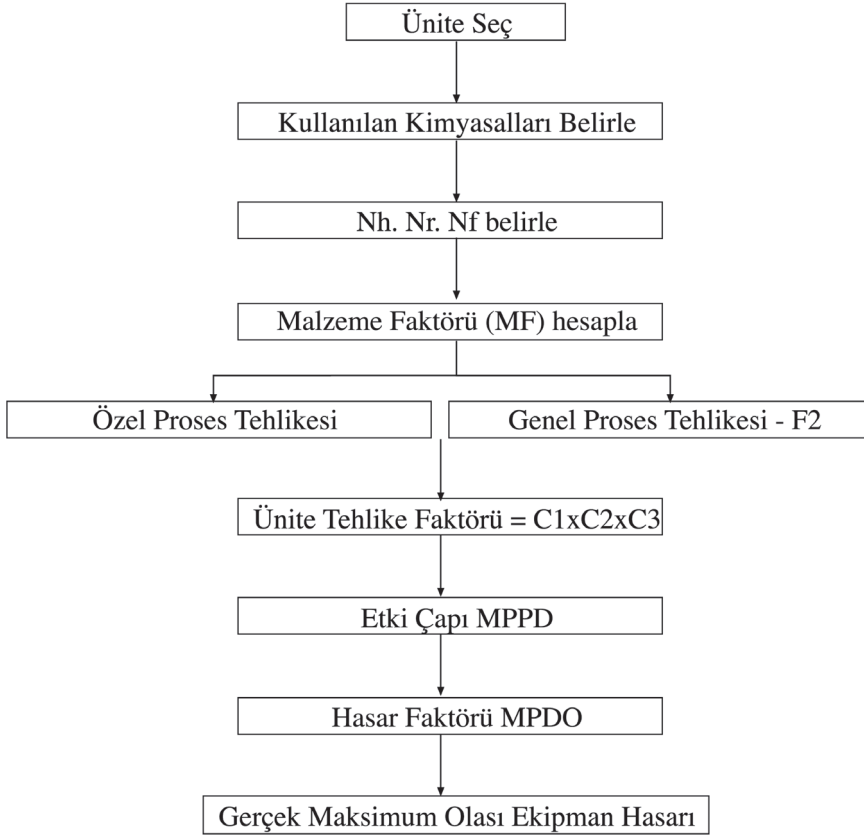 Ünite Seç
Kullanılan Kimyasalları Belirle
Nh. Nr. Nf belirle
Malzeme Faktörü (MF) hesapla
Özel Proses Tehlikesi
Genel Proses Tehlikesi - F2
Ünite Tehlike Faktörü = C1xC2xC3
Etki Çapı MPPD
Hasar Faktörü MPDO
Gerçek Maksimum Olası Ekipman Hasarı